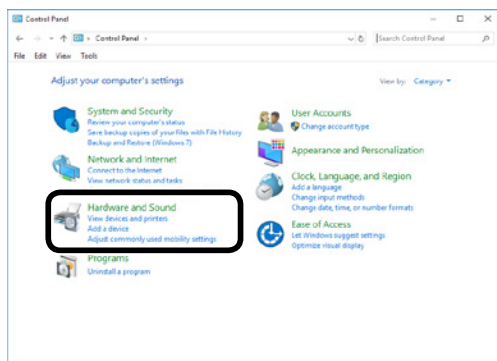 Control Panel
Control Panel
Search Control Panel
File Edit View Tools
Adjust your computer's settings
View by: Category
System and Security
Review your computer's status
Save backup copies of your files with File History
Backup and Restore (Windows 7)
Network and Internet
Connect to the Internet
View network status and tasks
Hardware and Sound
View devices and printers
Add a device
Adjust commonly used mobility settings
Programs
Uninstall a program
User Accounts
Change account type
Appearance and Personalization
Clock, Language, and Region
Add a language
Change input methods
Change date, time, or number formats
Ease of Access
Let Windows suggest settings
Optimize visual display